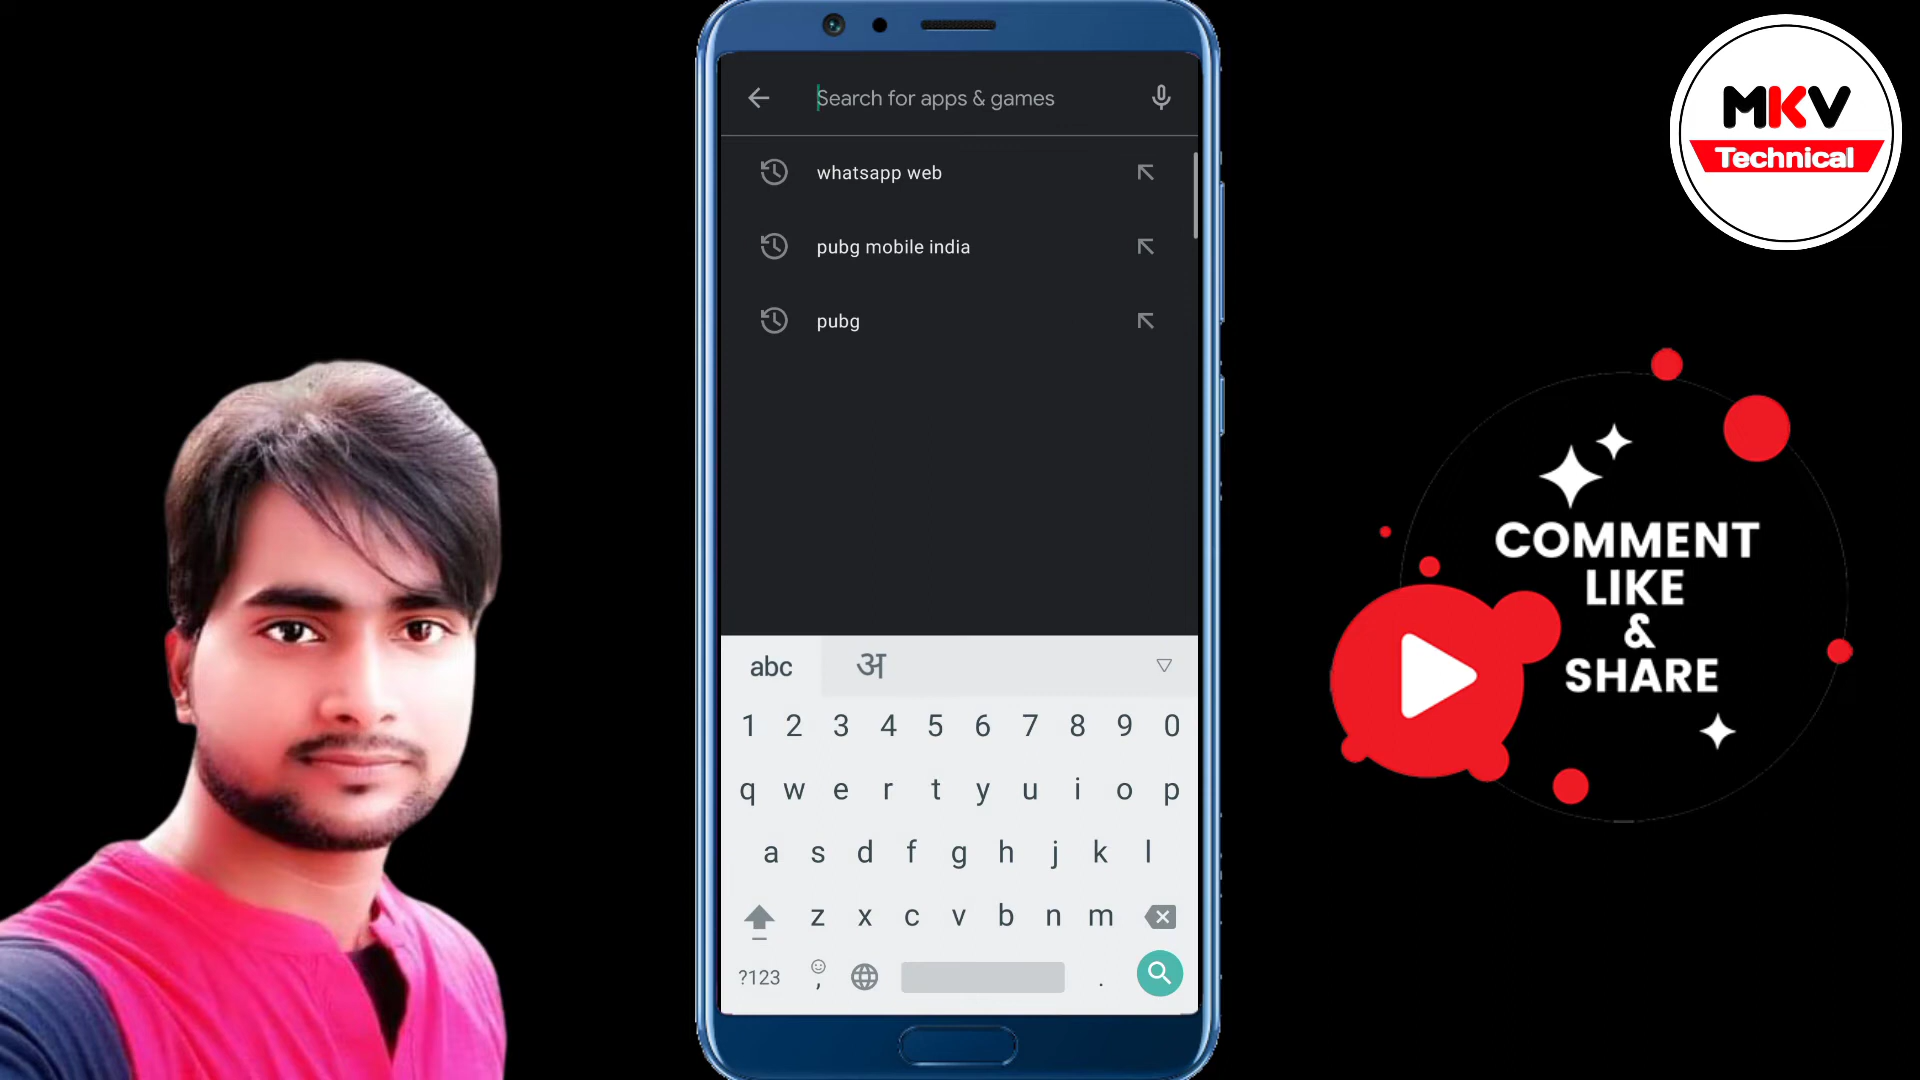 Search for apps & games
whatsapp web
pubg mobile india
pubg
abc अ
1 2 3 4 5 6 7 8 9 0
q w e r t y u i o p
a s d f g h j k l
z x c v b n m
?123 , .
MKV
Technical
COMMENT
LIKE
&
SHARE